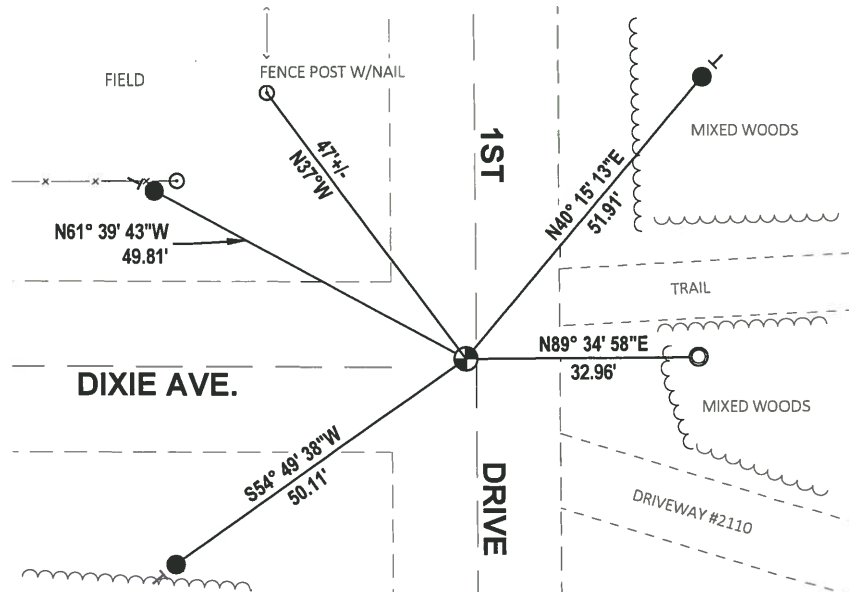 FIELD
FENCE POST W/NAIL
1ST
MIXED WOODS
47'+/-
N37°W
N40° 15' 13"E
51.91'
N61° 39' 43"W
49.81'
TRAIL
N89° 34' 58"E
32.96'
DIXIE AVE.
MIXED WOODS
S54° 49' 38"W
50.11'
DRIVE
DRIVEWAY #2110